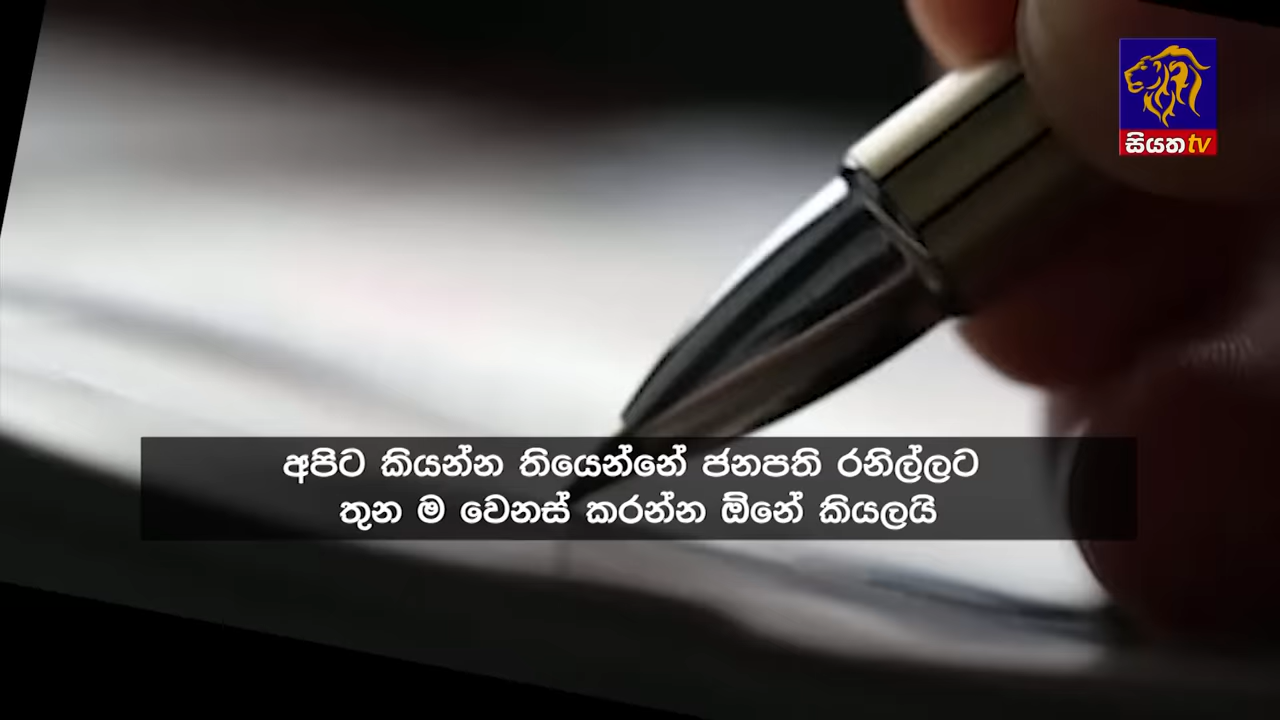 සියත tv
අපිට කියන්න තියෙන්නේ ජනපති රනිල්ලට
තුන ම වෙනස් කරන්න ඕනේ කියලයි